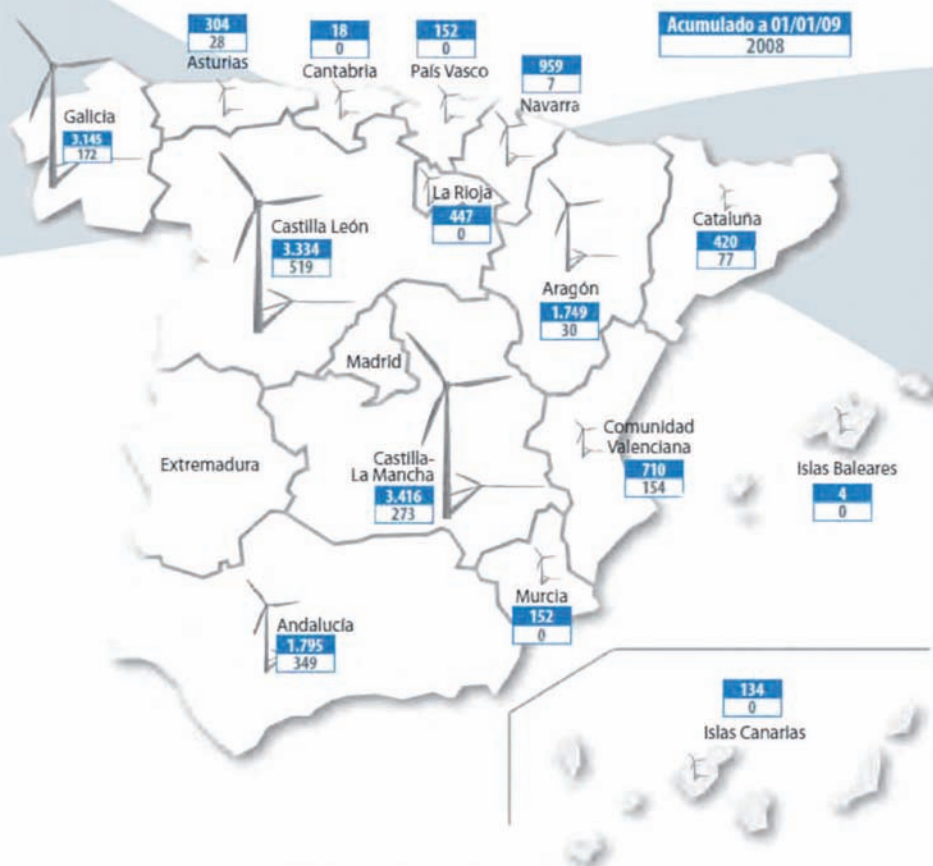 304
28
Asturias
18
0
Cantabria
152
0
País Vasco
959
7
Navarra
Acumulado a 01/01/09
2008
Galicia
3.145
172
Castilla León
3.334
519
La Rioja
447
0
Aragón
1.749
30
Cataluña
420
77
Madrid
Extremadura
Castilla-
La Mancha
3.416
273
Comunidad
Valenciana
710
154
Islas Baleares
4
0
Murcia
152
0
Andalucía
1.795
349
134
0
Islas Canarias